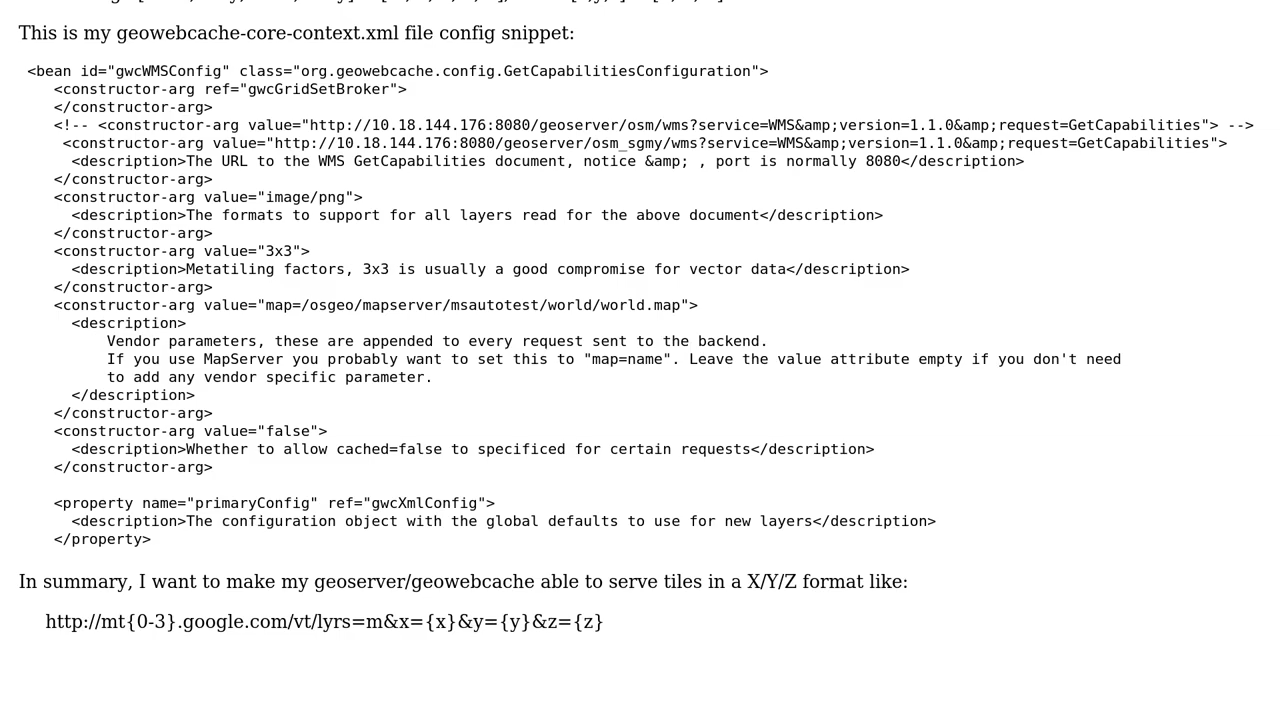 This is my geowebcache-core-context.xml file config snippet:
<bean id="gwcWMSConfig" class="org.geowebcache.config.GetCapabilitiesConfiguration">
<constructor-arg ref="gwcGridSetBroker">
</constructor-arg>
<!-- <constructor-arg value="http://10.18.144.176:8080/geoserver/osm/wms?service=WMS&amp;version=1.1.0&amp;request=GetCapabilities"> -->
<constructor-arg value="http://10.18.144.176:8080/geoserver/osm_sgmy/wms?service=WMS&amp;version=1.1.0&amp;request=GetCapabilities">
<description>The URL to the WMS GetCapabilities document, notice &amp; , port is normally 8080</description>
</constructor-arg>
<constructor-arg value="image/png">
<description>The formats to support for all layers read for the above document</description>
</constructor-arg>
<constructor-arg value="3x3">
<description>Metatiling factors, 3x3 is usually a good compromise for vector data</description>
</constructor-arg>
<constructor-arg value="map=/osgeo/mapserver/msautotest/world/world.map">
<description>
Vendor parameters, these are appended to every request sent to the backend.
If you use MapServer you probably want to set this to "map=name". Leave the value attribute empty if you don't need
to add any vendor specific parameter.
</description>
</constructor-arg>
<constructor-arg value="false">
<description>Whether to allow cached=false to specificed for certain requests</description>
</constructor-arg>
<property name="primaryConfig" ref="gwcXmlConfig">
<description>The configuration object with the global defaults to use for new layers</description>
</property>
In summary, I want to make my geoserver/geowebcache able to serve tiles in a X/Y/Z format like:
http://mt{0-3}.google.com/vt/lyrs=m&x={x}&y={y}&z={z}